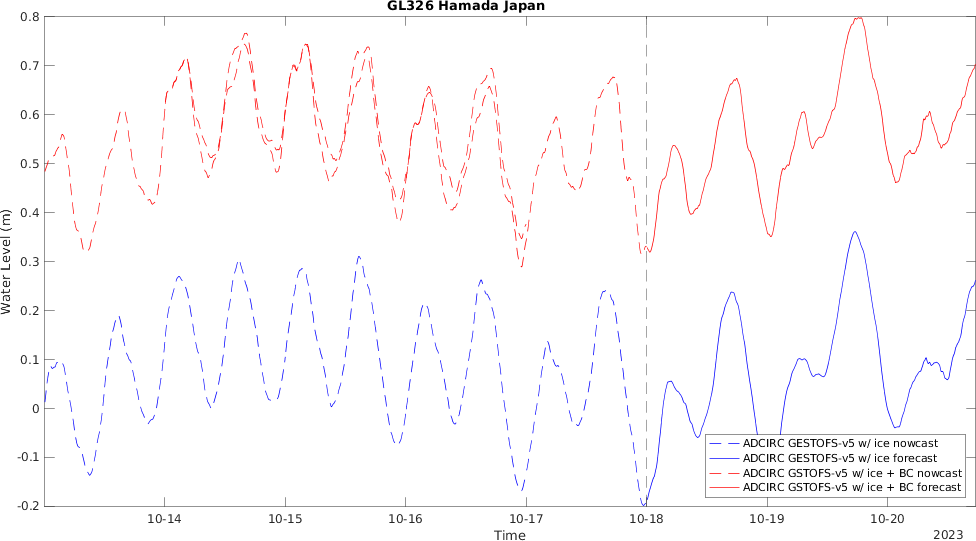 GL326 Hamada Japan
0.8
0.7
0.6
0.5
0.4
0.3
0.2
0.1
0
-0.1
-0.2
Water Level (m)
ADCIRC GESTOFS-v5 w/ ice nowcast
ADCIRC GESTOFS-v5 w/ ice forecast
ADCIRC GSTOFS-v5 w/ ice + BC nowcast
ADCIRC GSTOFS-v5 w/ ice + BC forecast
10-14 10-15 10-16 10-17 10-18 10-19 10-20
Time
2023